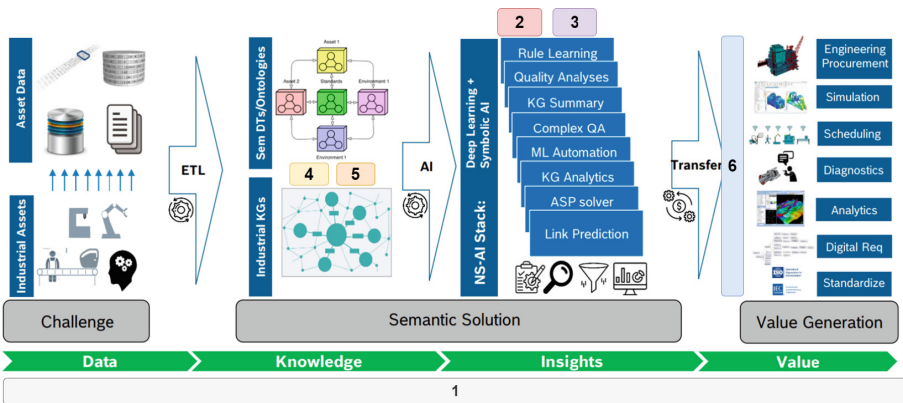 2
3
Asset Data
Industrial Assets
ETL
Sem DTs/Ontologies
Asset 1
Asset 2
Standards
Environment 1
Environment 1
4
5
Industrial KGs
AI
NS-AI Stack:
Deep Learning +
Symbolic AI
Rule Learning
Quality Analyses
KG Summary
Complex QA
ML Automation
KG Analytics
ASP solver
Link Prediction
Transfer
6
Engineering
Procurement
Simulation
Scheduling
Diagnostics
Analytics
Digital Req
Standardize
ISO
IEC
Challenge
Semantic Solution
Value Generation
Data
Knowledge
Insights
Value
1